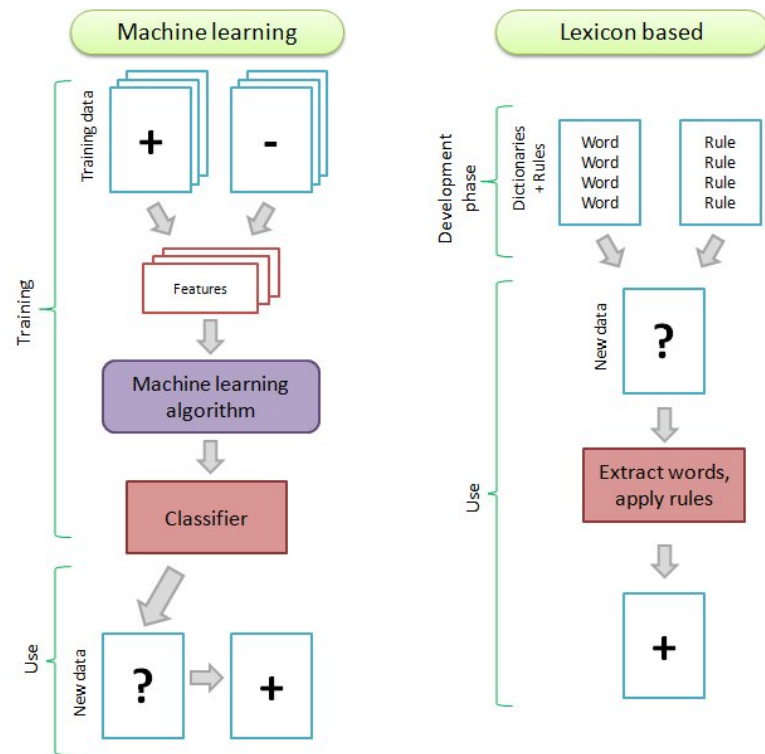 Machine learning
Training
Training data
+
-
Features
Machine learning
algorithm
Classifier
Use
New data
?
+
Lexicon based
Development
phase
Dictionaries
+ Rules
Word
Word
Word
Word
Rule
Rule
Rule
Rule
Use
New data
?
Extract words,
apply rules
+